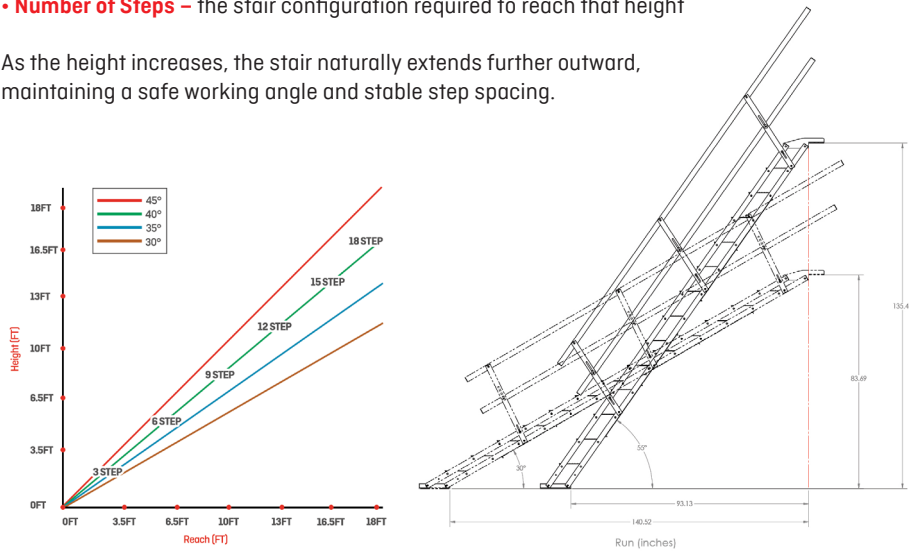 • Number of Steps – the stair configuration required to reach that height
As the height increases, the stair naturally extends further outward,
maintaining a safe working angle and stable step spacing.
45°
40°
35°
30°
18FT
16.5FT
13FT
10FT
6.5FT
3.5FT
0FT
Height (FT)
18 STEP
15 STEP
12 STEP
9 STEP
6 STEP
3 STEP
0FT 3.5FT 6.5FT 10FT 13FT 16.5FT 18FT
Reach (FT)
135.4
83.69
30°
55°
93.13
140.52
Run (inches)